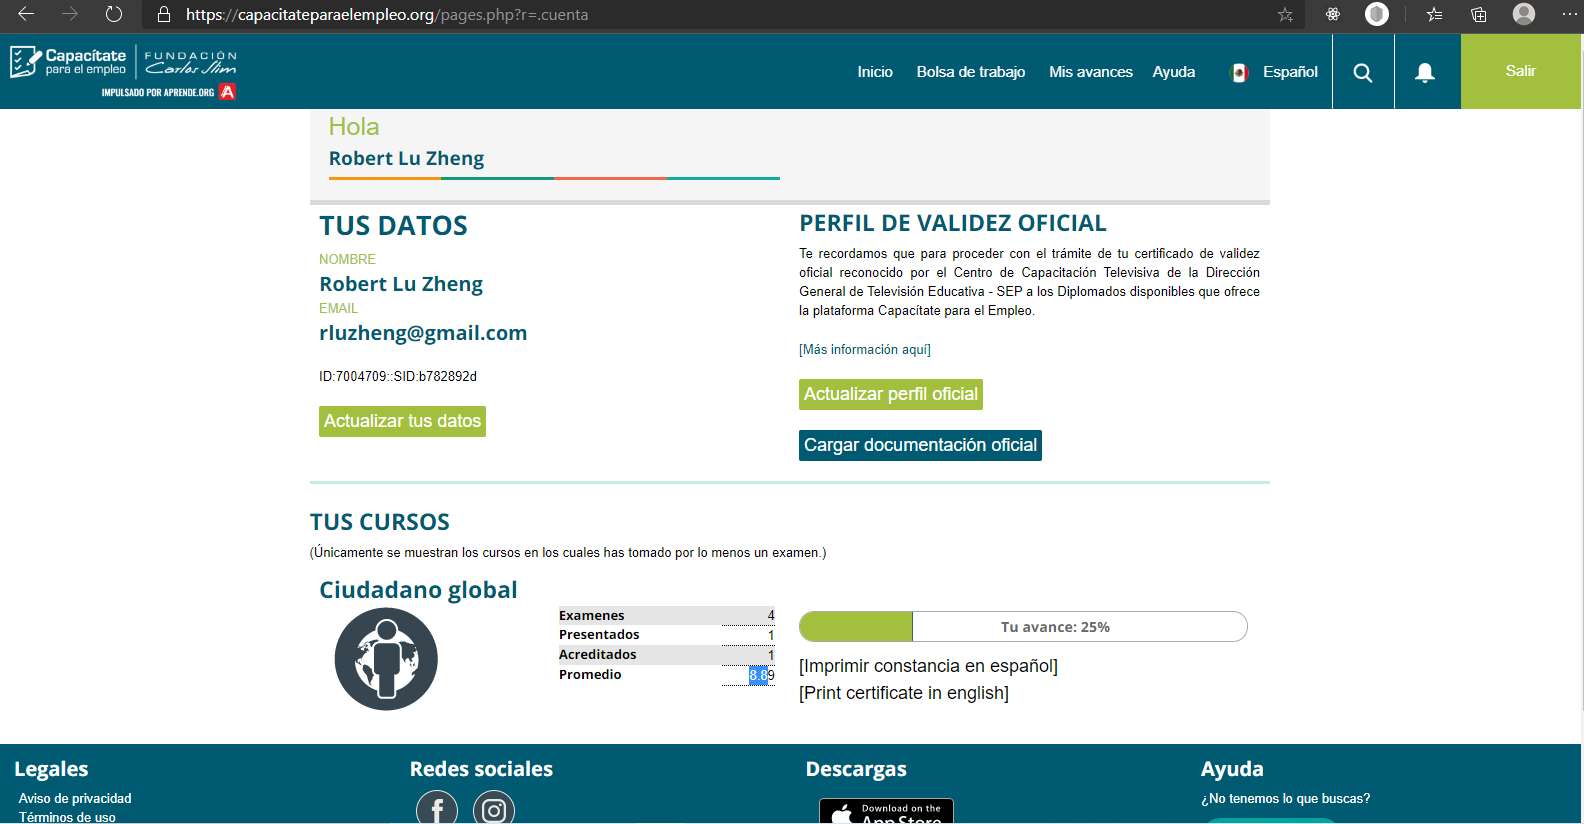 https://capacitateparaelempleo.org/pages.php?r=.cuenta
Capacítate
para el empleo
FUNDACIÓN
Carlos Slim
IMPULSADO POR APRENDE.ORG A
Inicio
Bolsa de trabajo
Mis avances
Ayuda
Español
Salir
Hola
Robert Lu Zheng
TUS DATOS
NOMBRE
Robert Lu Zheng
EMAIL
rluzheng@gmail.com
ID:7004709::SID:b782892d
Actualizar tus datos
PERFIL DE VALIDEZ OFICIAL
Te recordamos que para proceder con el trámite de tu certificado de validez
oficial reconocido por el Centro de Capacitación Televisiva de la Dirección
General de Televisión Educativa - SEP a los Diplomados disponibles que ofrece
la plataforma Capacítate para el Empleo.
[Más información aquí]
Actualizar perfil oficial
Cargar documentación oficial
TUS CURSOS
(Únicamente se muestran los cursos en los cuales has tomado por lo menos un examen.)
Ciudadano global
Examenes 4
Presentados 1
Acreditados 1
Promedio 8.89
Tu avance: 25%
[Imprimir constancia en español]
[Print certificate in english]
Legales
Aviso de privacidad
Términos de uso
Redes sociales
Descargas
Download on the
App Store
Ayuda
¿No tenemos lo que buscas?